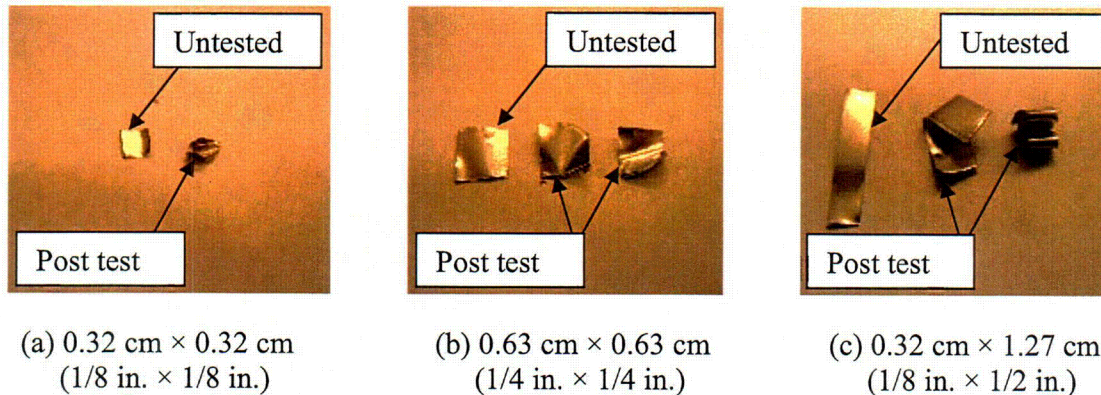 Untested
Post test
Untested
Post test
Untested
Post test
(a) 0.32 cm × 0.32 cm
(1/8 in. × 1/8 in.)
(b) 0.63 cm × 0.63 cm
(1/4 in. × 1/4 in.)
(c) 0.32 cm × 1.27 cm
(1/8 in. × 1/2 in.)